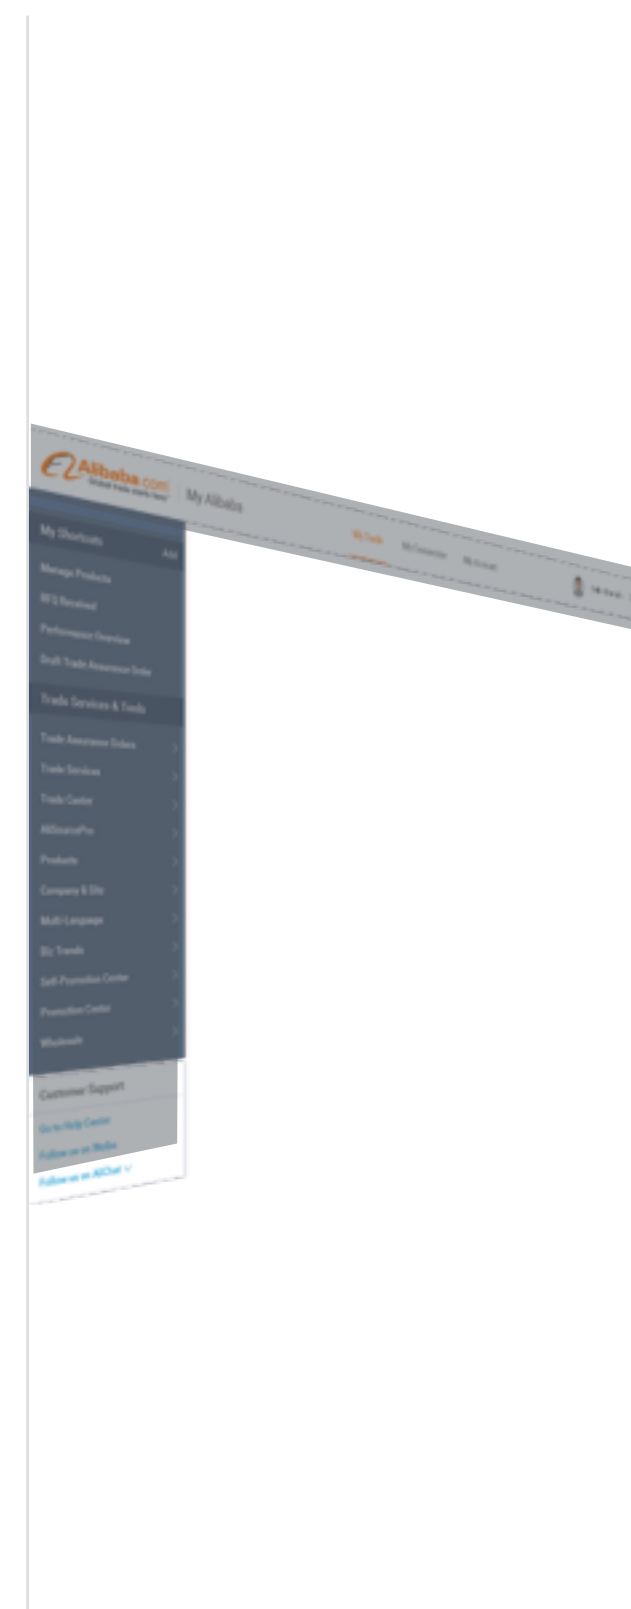 Alibaba.com
Global trade starts here
My Alibaba
My Tools
My Connection
My Account
My Shortcuts
Add
Manage Products
RFQ Received
Performance Overview
Draft Trade Assurance Order
Trade Services & Tools
Trade Assurance Orders
Trade Services
Trade Center
AliSourcePro
Products
Company & Site
Multi-Language
Biz Trends
Self-Promotion Center
Promotion Center
Wholesale
Customer Support
Go to Help Center
Follow us on Weibo
Follow us on AliChat